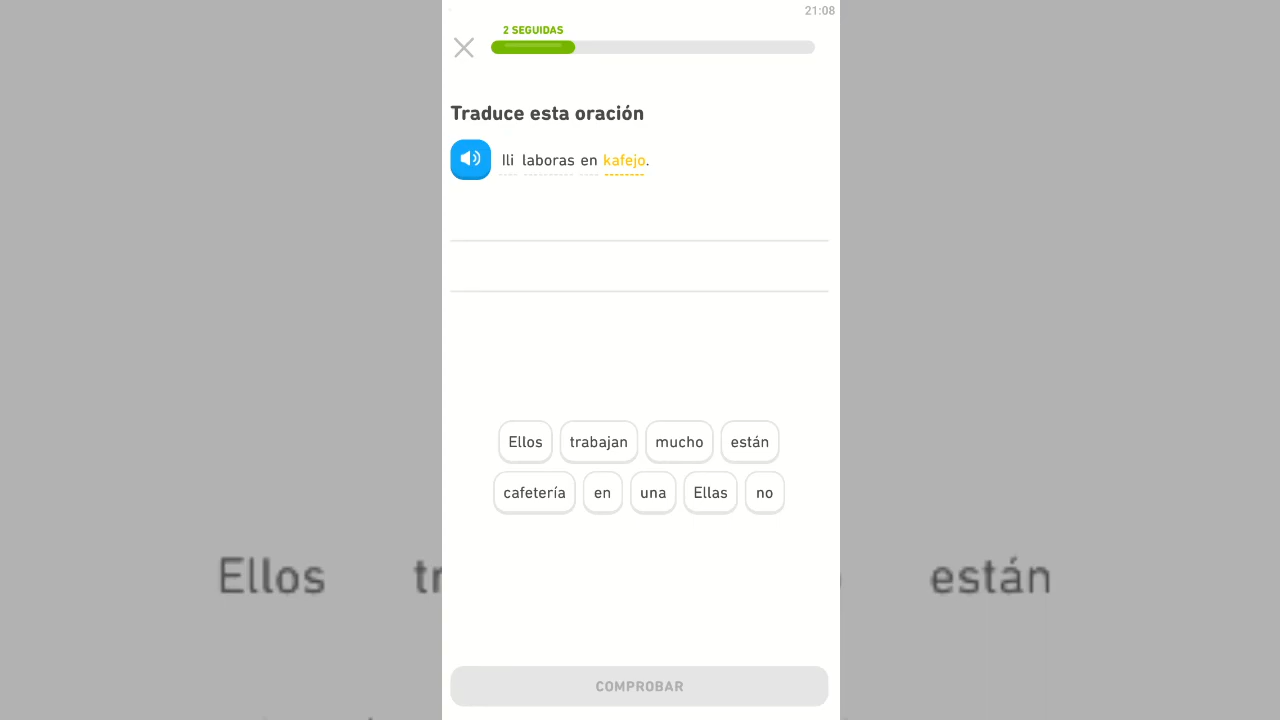 21:08
2 SEGUIDAS
Traduce esta oración
Ili laboras en kafejo.
Ellos trabajan mucho están
cafetería en una Ellas no
Ellos están
COMPROBAR